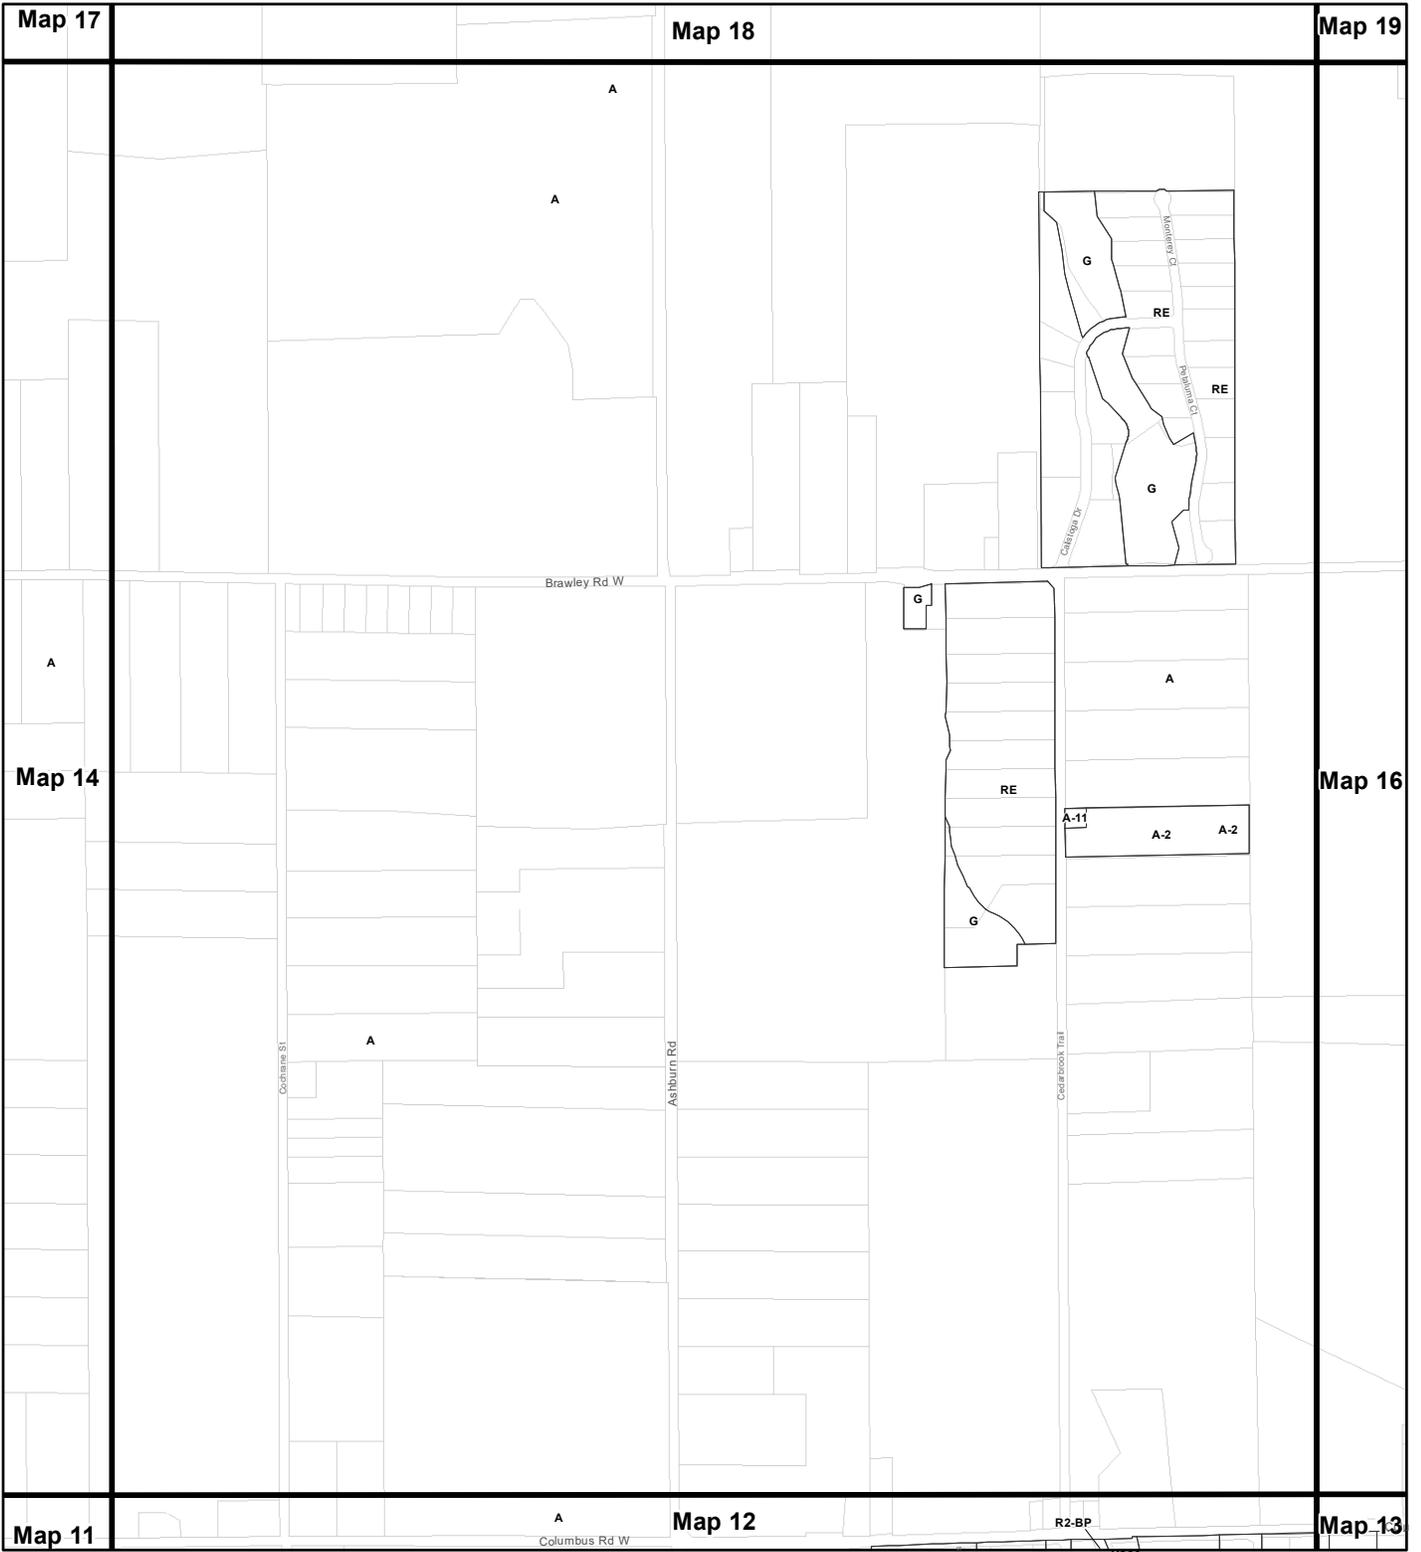 Map 17
Map 18
Map 19
A
A
G
Monterey Ct
RE
Petaluma Ct
RE
G
Calistoga Dr
Brawley Rd W
G
A
A
Map 14
Map 16
RE
A-11
A-2
A-2
G
A
Cochrane St
Ashburn Rd
Cedarbrook Trail
A
Map 11
Map 12
R2-BP
Map 13
Columbus Rd W